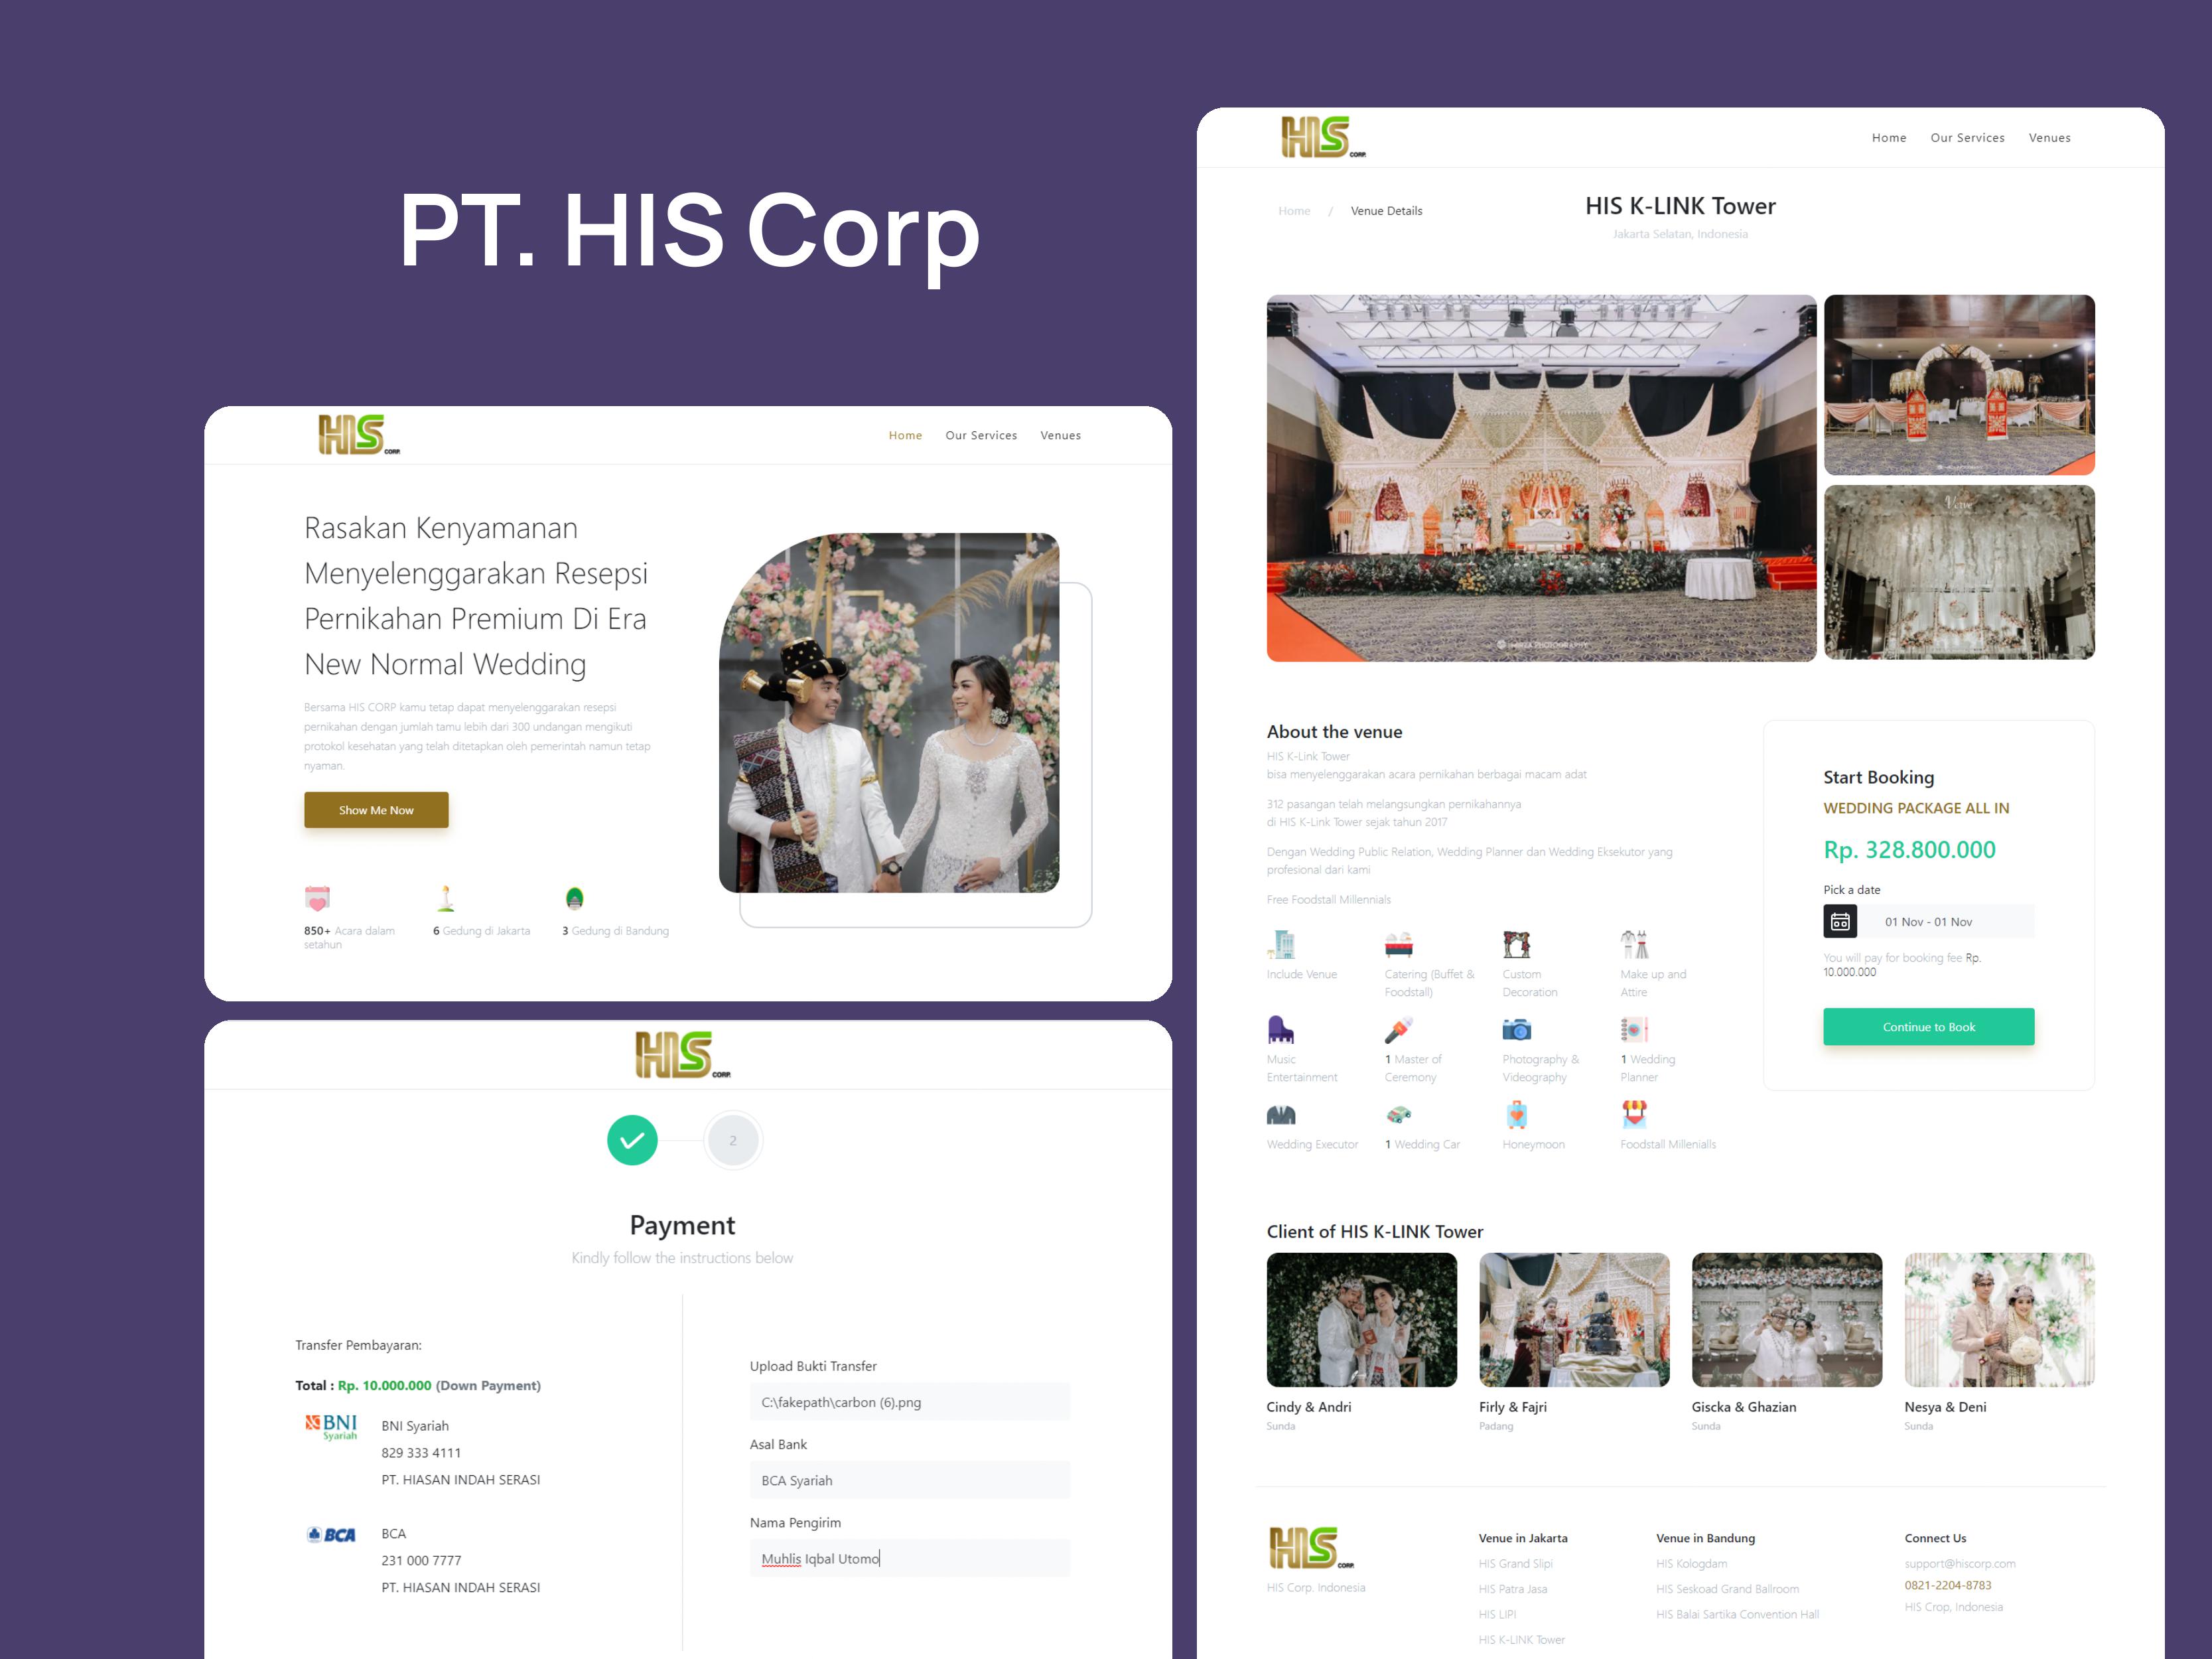 PT. HIS Corp
HIS CORP.
Home Our Services Venues
Rasakan Kenyamanan
Menyelenggarakan Resepsi
Pernikahan Premium Di Era
New Normal Wedding
Bersama HIS CORP kamu tetap dapat menyelenggarakan resepsi
pernikahan dengan jumlah tamu lebih dari 300 undangan mengikuti
protokol kesehatan yang telah ditetapkan oleh pemerintah namun tetap
nyaman.
Show Me Now
850+ Acara dalam
setahun
6 Gedung di Jakarta
3 Gedung di Bandung
HIS CORP.
2
Payment
Kindly follow the instructions below
Transfer Pembayaran:
Total : Rp. 10.000.000 (Down Payment)
BNI
Syariah
BNI Syariah
829 333 4111
PT. HIASAN INDAH SERASI
BCA
BCA
231 000 7777
PT. HIASAN INDAH SERASI
Upload Bukti Transfer
C:\fakepath\carbon (6).png
Asal Bank
BCA Syariah
Nama Pengirim
Muhlis Iqbal Utomo
HIS CORP.
Home Our Services Venues
Home / Venue Details
HIS K-LINK Tower
Jakarta Selatan, Indonesia
About the venue
HIS K-Link Tower
bisa menyelenggarakan acara pernikahan berbagai macam adat
312 pasangan telah melangsungkan pernikahannya
di HIS K-Link Tower sejak tahun 2017
Dengan Wedding Public Relation, Wedding Planner dan Wedding Eksekutor yang
profesional dari kami
Free Foodstall Millennials
Include Venue
Catering (Buffet &
Foodstall)
Custom
Decoration
Make up and
Attire
Music
Entertainment
1 Master of
Ceremony
Photography &
Videography
1 Wedding
Planner
Wedding Executor
1 Wedding Car
Honeymoon
Foodstall Millenialls
Start Booking
WEDDING PACKAGE ALL IN
Rp. 328.800.000
Pick a date
01 Nov - 01 Nov
You will pay for booking fee Rp.
10.000.000
Continue to Book
Client of HIS K-LINK Tower
Cindy & Andri
Sunda
Firly & Fajri
Padang
Giscka & Ghazian
Sunda
Nesya & Deni
Sunda
HIS CORP.
HIS Corp. Indonesia
Venue in Jakarta
HIS Grand Slipi
HIS Patra Jasa
HIS LIPI
HIS K-LINK Tower
Venue in Bandung
HIS Kologdam
HIS Seskoad Grand Ballroom
HIS Balai Sartika Convention Hall
Connect Us
support@hiscorp.com
0821-2204-8783
HIS Crop, Indonesia